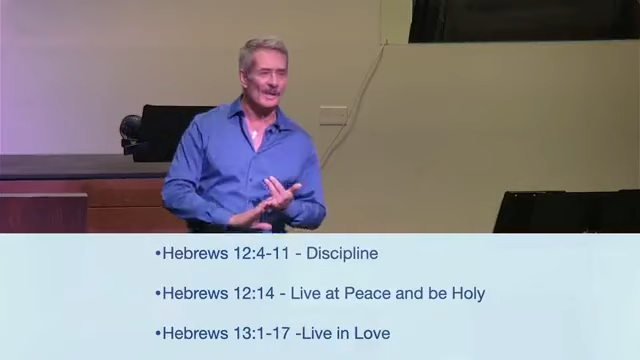 •Hebrews 12:4-11 - Discipline
•Hebrews 12:14 - Live at Peace and be Holy
•Hebrews 13:1-17 -Live in Love